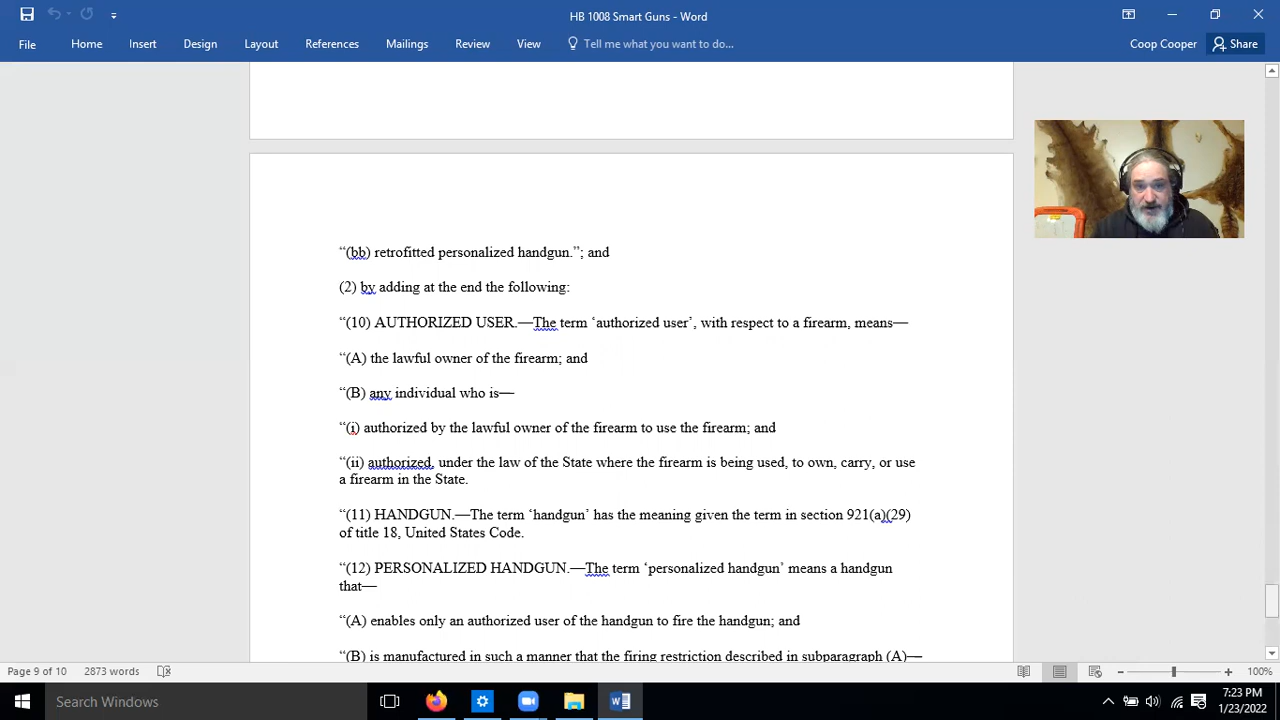 HB 1008 Smart Guns - Word
File Home Insert Design Layout References Mailings Review View Tell me what you want to do... Coop Cooper Share
“(bb) retrofitted personalized handgun.”; and
(2) by adding at the end the following:
“(10) AUTHORIZED USER.—The term ‘authorized user’, with respect to a firearm, means—
“(A) the lawful owner of the firearm; and
“(B) any individual who is—
“(i) authorized by the lawful owner of the firearm to use the firearm; and
“(ii) authorized, under the law of the State where the firearm is being used, to own, carry, or use
a firearm in the State.
“(11) HANDGUN.—The term ‘handgun’ has the meaning given the term in section 921(a)(29)
of title 18, United States Code.
“(12) PERSONALIZED HANDGUN.—The term ‘personalized handgun’ means a handgun
that—
“(A) enables only an authorized user of the handgun to fire the handgun; and
“(B) is manufactured in such a manner that the firing restriction described in subparagraph (A)—
Page 9 of 10 2873 words 100%
Search Windows
7:23 PM
1/23/2022